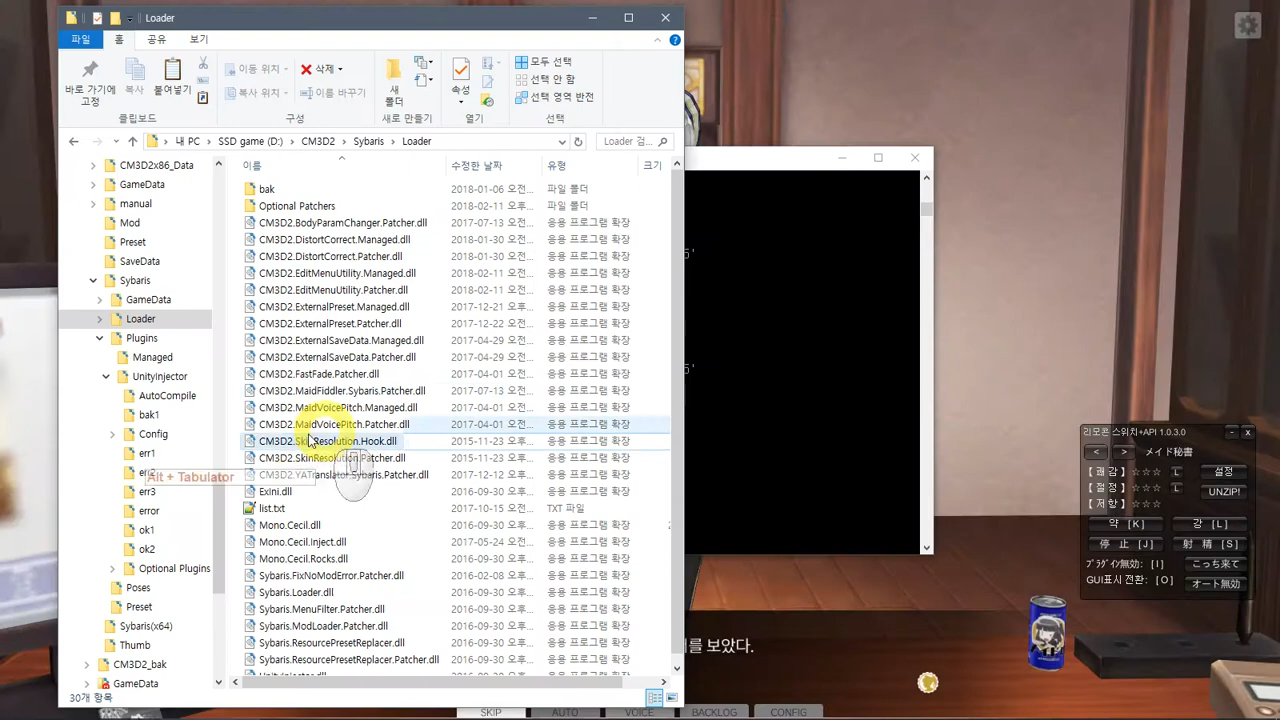 Loader
파일 홈 공유 보기
바로 가기에 고정
복사
붙여넣기
이동 위치
복사 위치
삭제
이름 바꾸기
새 폴더
속성
모두 선택
선택 안 함
선택 영역 반전
클립보드 구성 새로 만들기 열기 선택
내 PC > SSD game (D:) > CM3D2 > Sybaris > Loader
Loader 검...
CM3D2x86_Data
GameData
manual
Mod
Preset
SaveData
Sybaris
GameData
Loader
Plugins
Managed
UnityInjector
AutoCompile
bak1
Config
err1
err3
error
ok1
ok2
Optional Plugins
Poses
Preset
Sybaris(x64)
Thumb
CM3D2_bak
GameData
Alt + Tabulator
이름 수정한 날짜 유형 크기
bak 2018-01-06 오전... 파일 폴더
Optional Patchers 2018-02-11 오후... 파일 폴더
CM3D2.BodyParamChanger.Patcher.dll 2017-07-13 오전... 응용 프로그램 확장
CM3D2.DistortCorrect.Managed.dll 2018-01-30 오전... 응용 프로그램 확장
CM3D2.DistortCorrect.Patcher.dll 2018-01-30 오전... 응용 프로그램 확장
CM3D2.EditMenuUtility.Managed.dll 2018-02-11 오전... 응용 프로그램 확장
CM3D2.EditMenuUtility.Patcher.dll 2018-02-11 오전... 응용 프로그램 확장
CM3D2.ExternalPreset.Managed.dll 2017-12-21 오후... 응용 프로그램 확장
CM3D2.ExternalPreset.Patcher.dll 2017-12-22 오전... 응용 프로그램 확장
CM3D2.ExternalSaveData.Managed.dll 2017-04-29 오전... 응용 프로그램 확장
CM3D2.ExternalSaveData.Patcher.dll 2017-04-29 오전... 응용 프로그램 확장
CM3D2.FastFade.Patcher.dll 2017-04-01 오전... 응용 프로그램 확장
CM3D2.MaidFiddler.Sybaris.Patcher.dll 2017-07-13 오전... 응용 프로그램 확장
CM3D2.MaidVoicePitch.Managed.dll 2017-04-01 오전... 응용 프로그램 확장
CM3D2.MaidVoicePitch.Patcher.dll 2017-04-01 오전... 응용 프로그램 확장
CM3D2.SkinResolution.Hook.dll 2015-11-23 오후... 응용 프로그램 확장
CM3D2.SkinResolution.Patcher.dll 2015-11-23 오후... 응용 프로그램 확장
CM3D2.YATranslator.Sybaris.Patcher.dll 2018-01-30 오후... 응용 프로그램 확장
ExIni.dll 2016-09-30 오전... 응용 프로그램 확장
list.txt 2017-10-15 오전... TXT 파일
Mono.Cecil.dll 2016-09-30 오전... 응용 프로그램 확장
Mono.Cecil.Inject.dll 2017-05-24 오전... 응용 프로그램 확장
Mono.Cecil.Rocks.dll 2016-09-30 오전... 응용 프로그램 확장
Sybaris.FixNoModError.Patcher.dll 2016-02-08 오전... 응용 프로그램 확장
Sybaris.Loader.dll 2016-09-30 오전... 응용 프로그램 확장
Sybaris.MenuFilter.Patcher.dll 2016-09-30 오전... 응용 프로그램 확장
Sybaris.ModLoader.Patcher.dll 2016-09-30 오전... 응용 프로그램 확장
Sybaris.ResourcePresetReplacer.dll 2016-09-30 오전... 응용 프로그램 확장
Sybaris.ResourcePresetReplacer.Patcher.dll 2016-09-30 오전... 응용 프로그램 확장
30개 항목
5'
5'
리모콘 스위치+API 1.0.3.0 - x
< > メイド秘書
【쾌감】☆☆☆ L 설정
【절정】☆☆☆ L UNZIP!
【저항】☆☆☆
약 [K] 강 [L]
停 止 [J] 射 精 [S]
ﾌﾟﾗｸﾞｲﾝ無効: [I] こっち来て
GUI표시 전환: [O] オート無効
를 보았다.
SKIP AUTO VOICE BACKLOG CONFIG